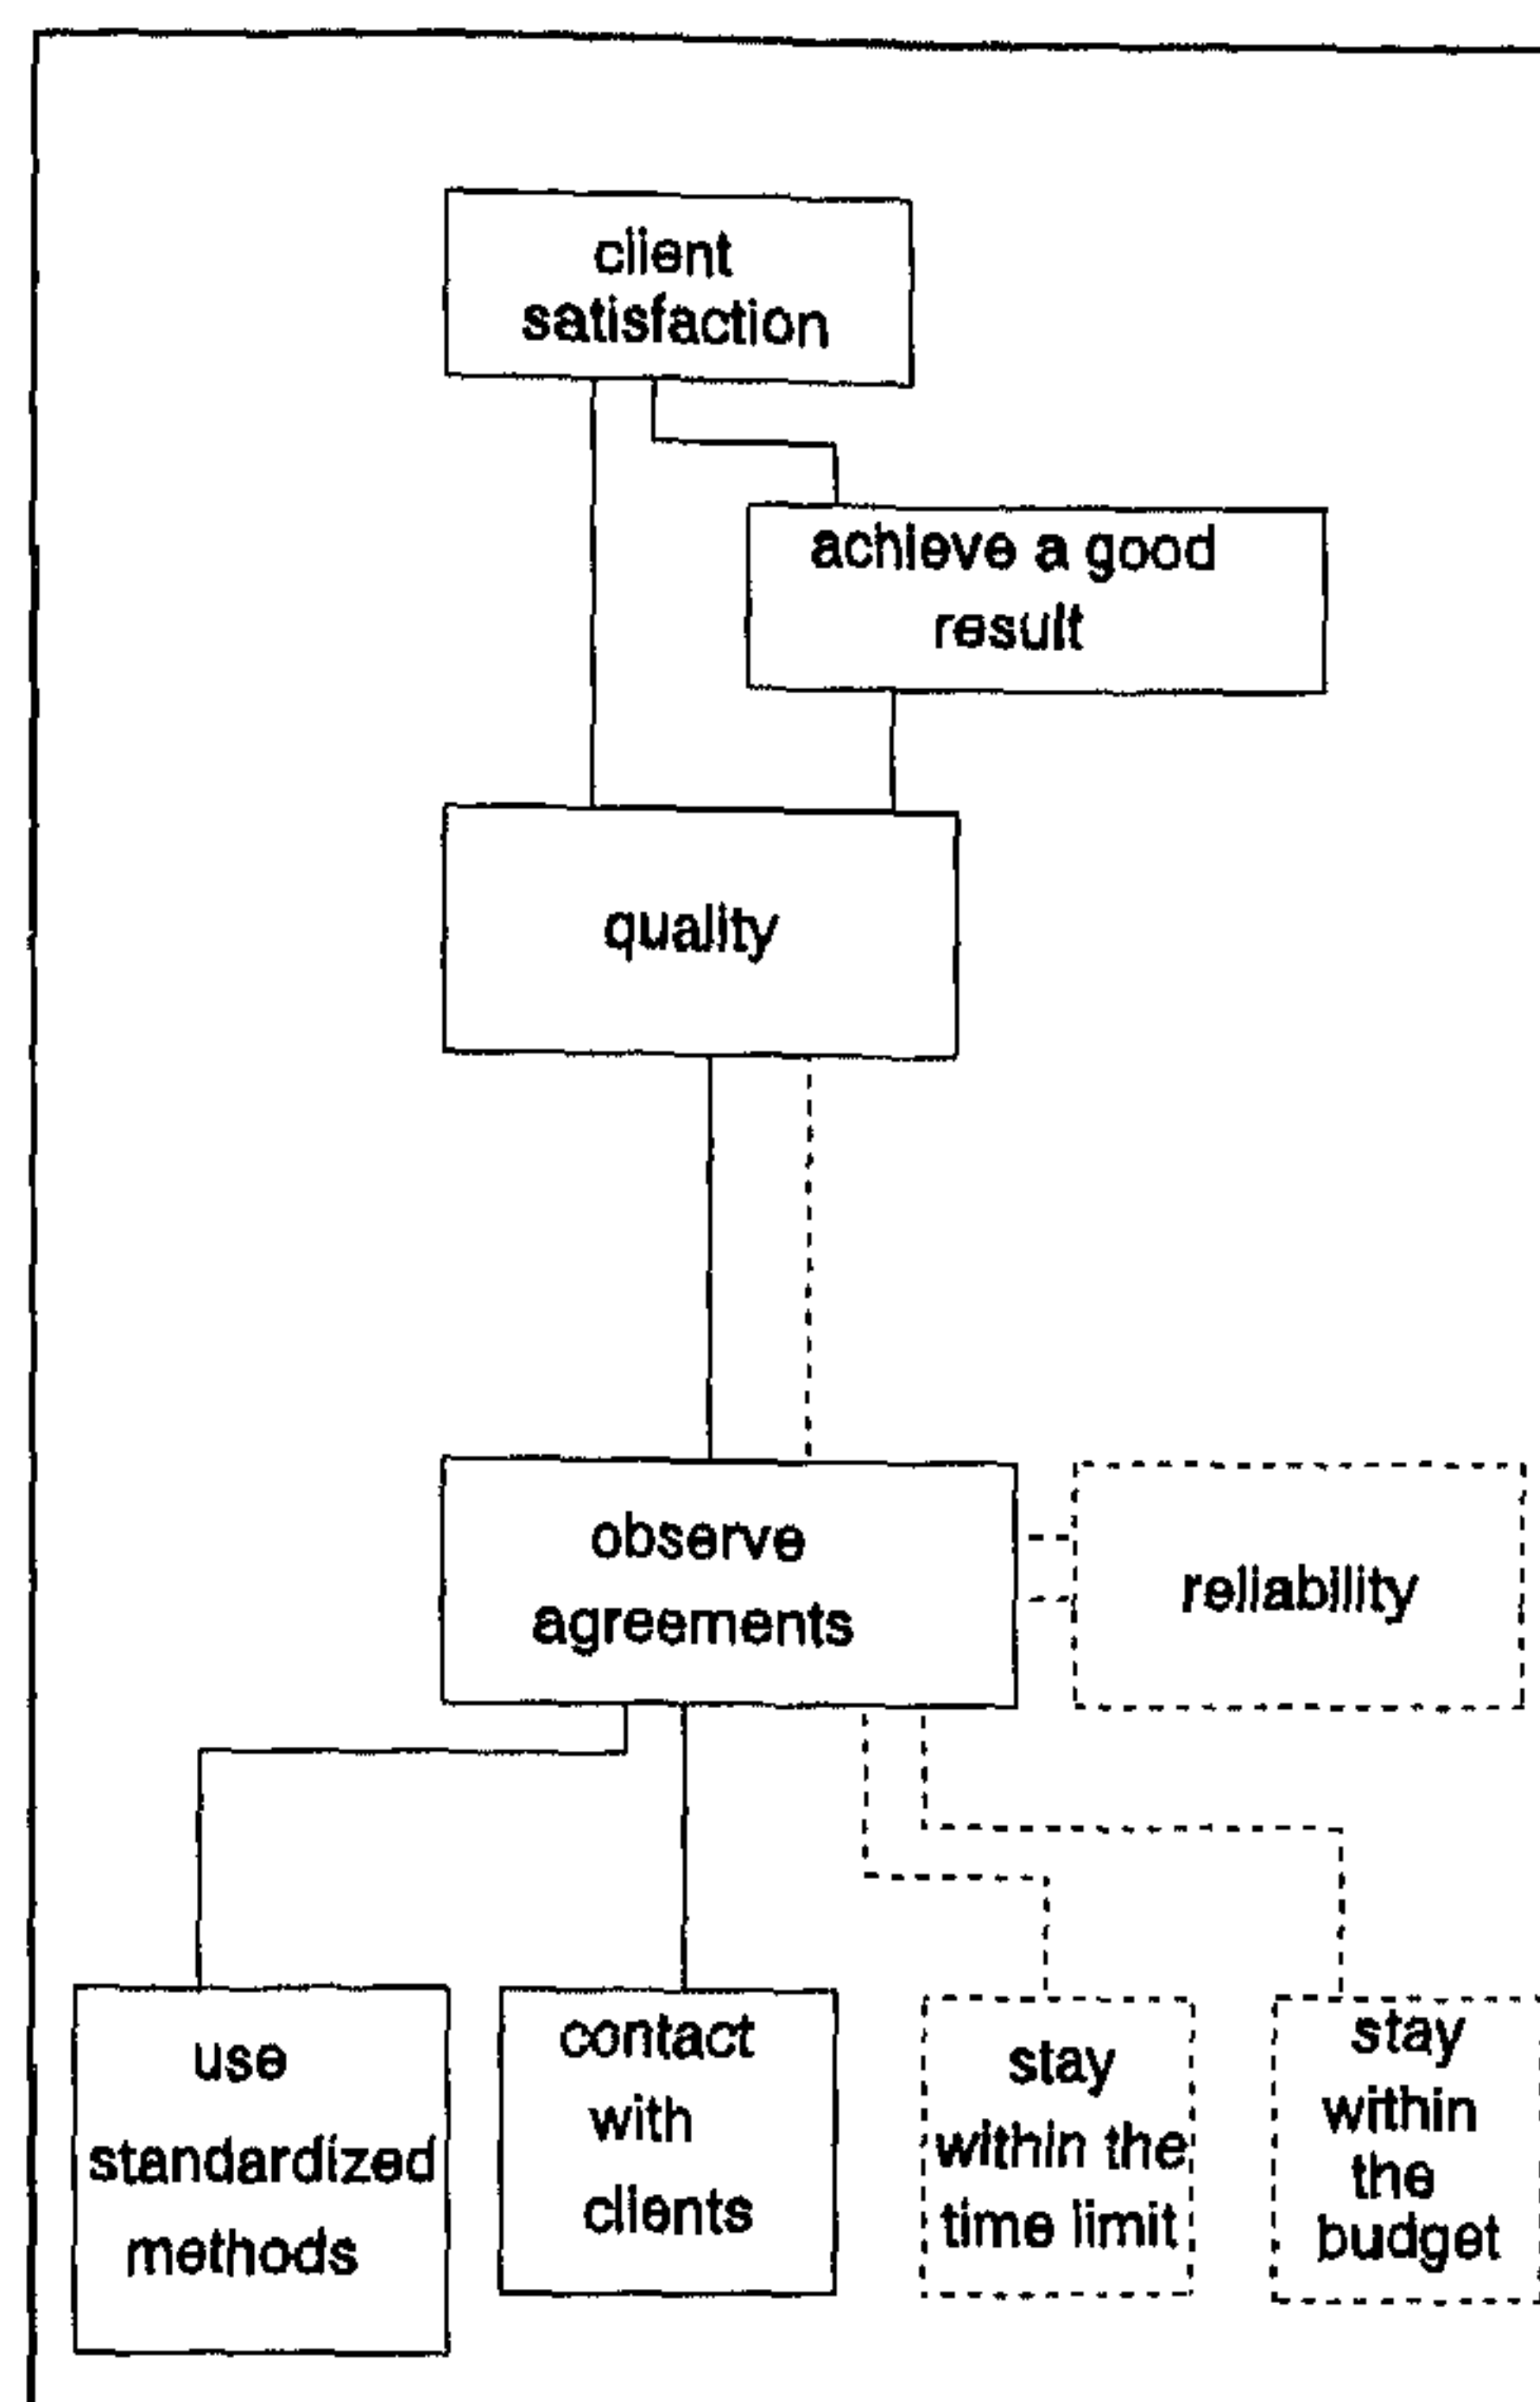 client
satisfaction
achieve a good
result
quality
observe
agreements
reliability
use
standardized
methods
contact
with
clients
stay
within the
time limit
stay
within
the
budget